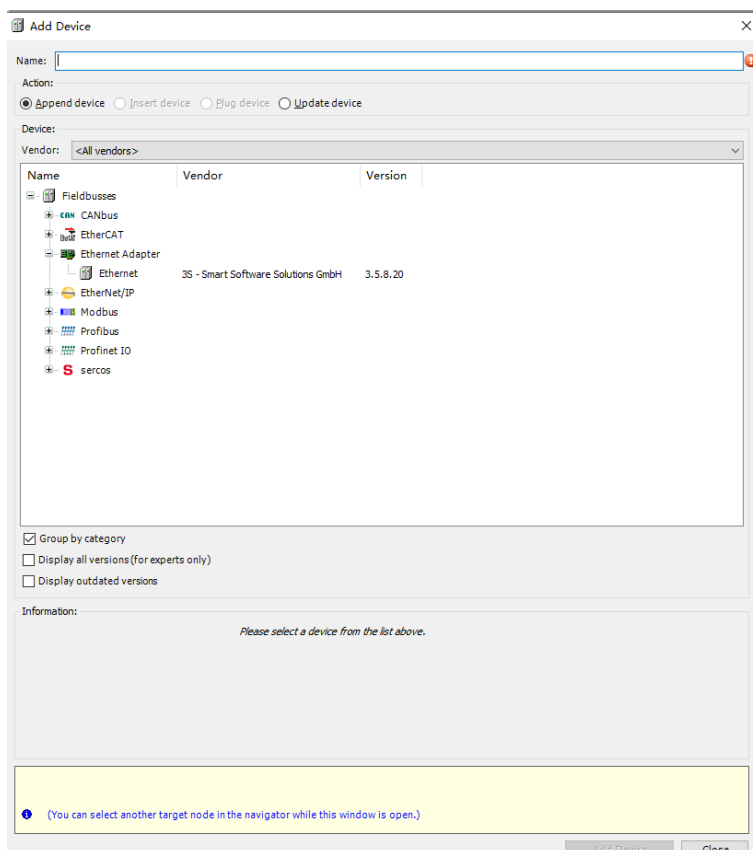 Add Device
Name:
Action:
Append device Insert device Plug device Update device
Device:
Vendor: <All vendors>
Name Vendor Version
Fieldbusses
CAN CANbus
EtherCAT
Ethernet Adapter
Ethernet 3S - Smart Software Solutions GmbH 3.5.8.20
EtherNet/IP
Modbus
Profibus
Profinet IO
S sercos
Group by category
Display all versions(for experts only)
Display outdated versions
Information:
Please select a device from the list above.
(You can select another target node in the navigator while this window is open.)
Add Device Close